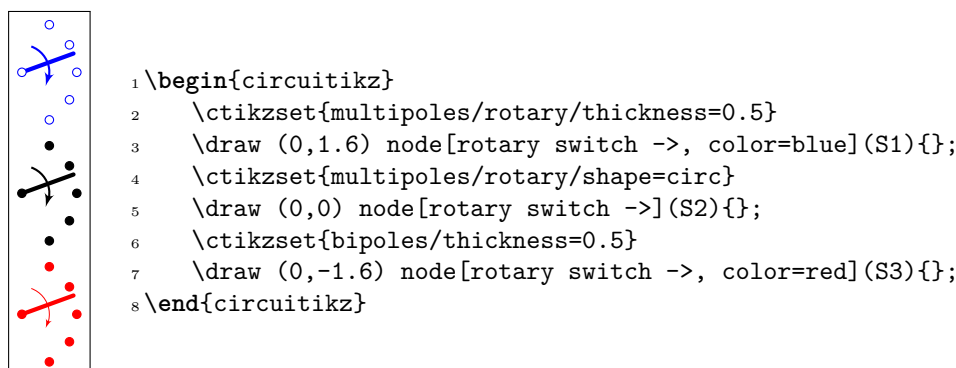 1 \begin{circuitikz}
2     \ctikzset{multipoles/rotary/thickness=0.5}
3     \draw (0,1.6) node[rotary switch ->, color=blue](S1){};
4     \ctikzset{multipoles/rotary/shape=circ}
5     \draw (0,0) node[rotary switch ->](S2){};
6     \ctikzset{bipoles/thickness=0.5}
7     \draw (0,-1.6) node[rotary switch ->, color=red](S3){};
8 \end{circuitikz}